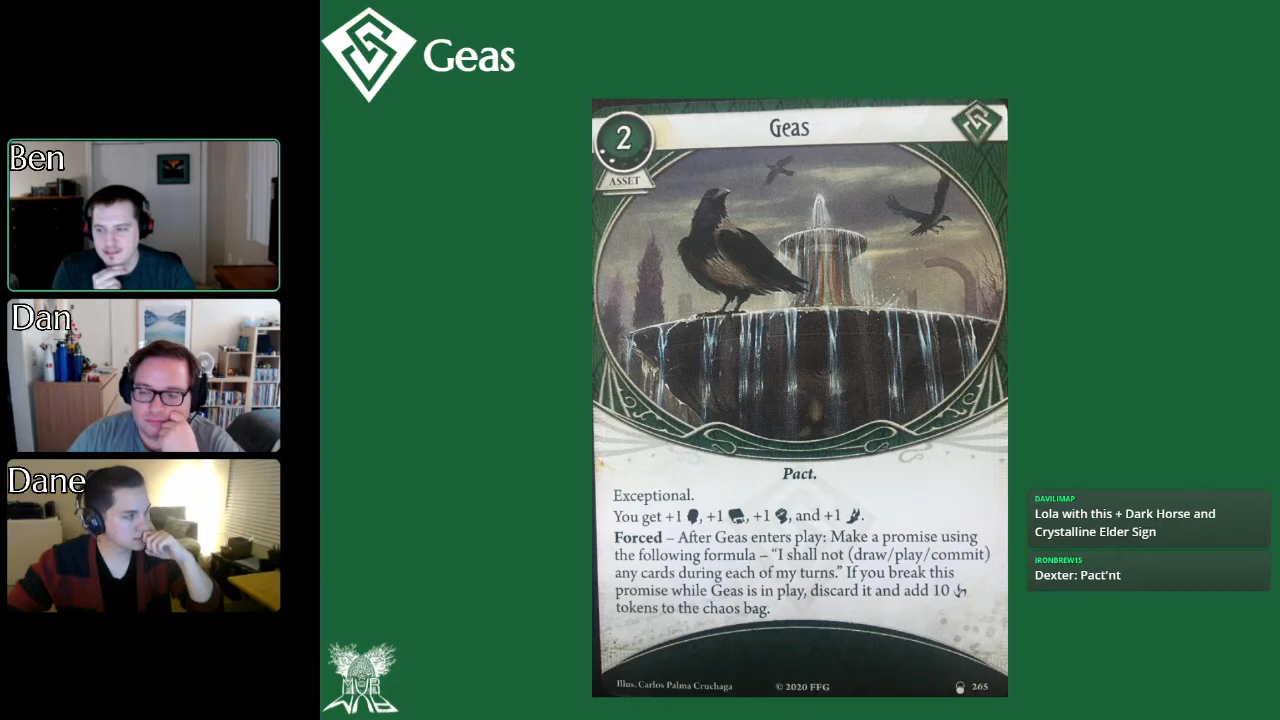 Geas
Ben
Dan
Dane
2
Geas
ASSET
Pact.
Exceptional.
You get +1 , +1 , +1 , and +1 .
Forced – After Geas enters play: Make a promise using
the following formula – “I shall not (draw/play/commit)
any cards during each of my turns.” If you break this
promise while Geas is in play, discard it and add 10
tokens to the chaos bag.
Illus. Carlos Palma Cruchaga
© 2020 FFG
265
DAVILIMAP
Lola with this + Dark Horse and
Crystalline Elder Sign
IRONBREW15
Dexter: Pact'nt